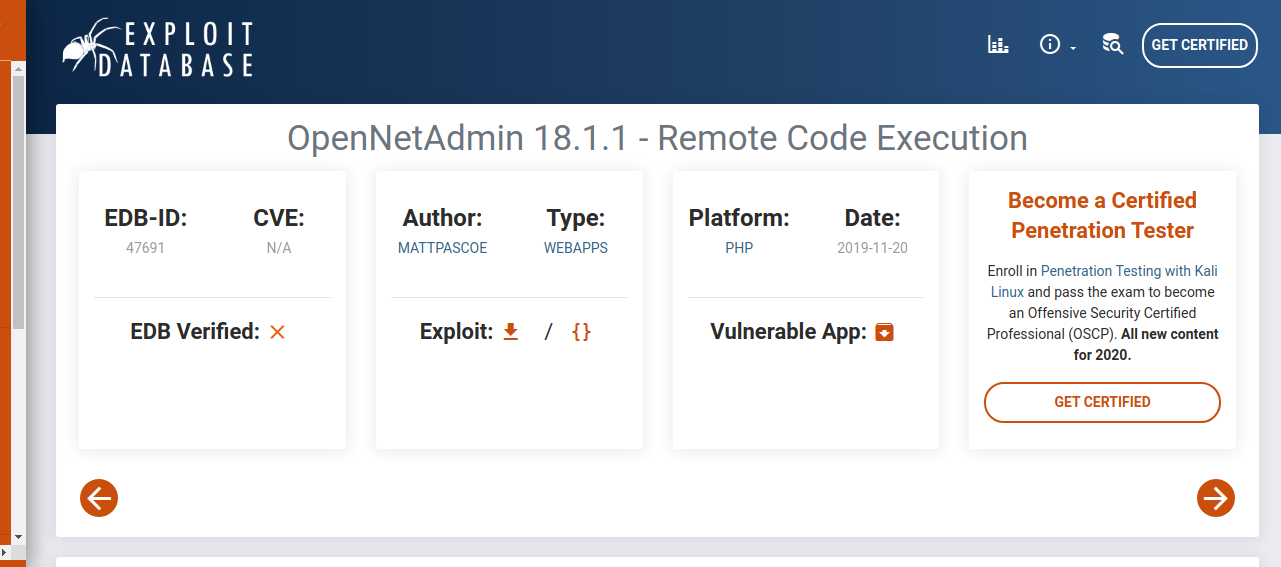 EXPLOIT
DATABASE
GET CERTIFIED
OpenNetAdmin 18.1.1 - Remote Code Execution
EDB-ID:
47691
CVE:
N/A
EDB Verified:
Author:
MATTPASCOE
Type:
WEBAPPS
Exploit: / {}
Platform:
PHP
Date:
2019-11-20
Vulnerable App:
Become a Certified
Penetration Tester
Enroll in Penetration Testing with Kali
Linux and pass the exam to become
an Offensive Security Certified
Professional (OSCP). All new content
for 2020.
GET CERTIFIED